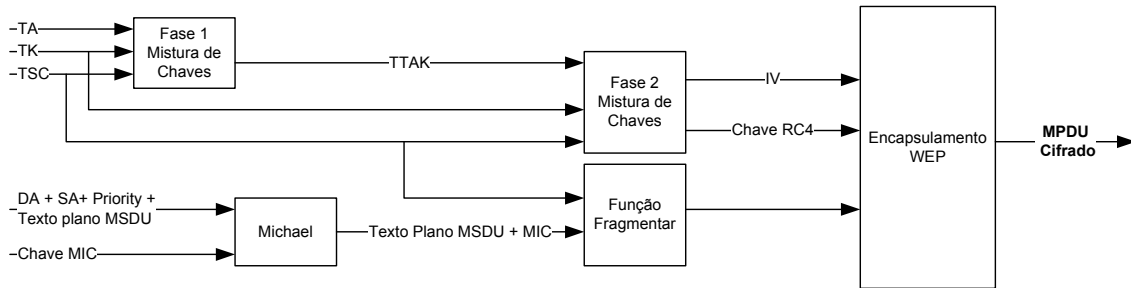 TA
TK
TSC
Fase 1
Mistura de
Chaves
TTAK
Fase 2
Mistura de
Chaves
IV
Chave RC4
Encapsulamento
WEP
MPDU
Cifrado
DA + SA+ Priority +
Texto plano MSDU
Chave MIC
Michael
Texto Plano MSDU + MIC
Função
Fragmentar